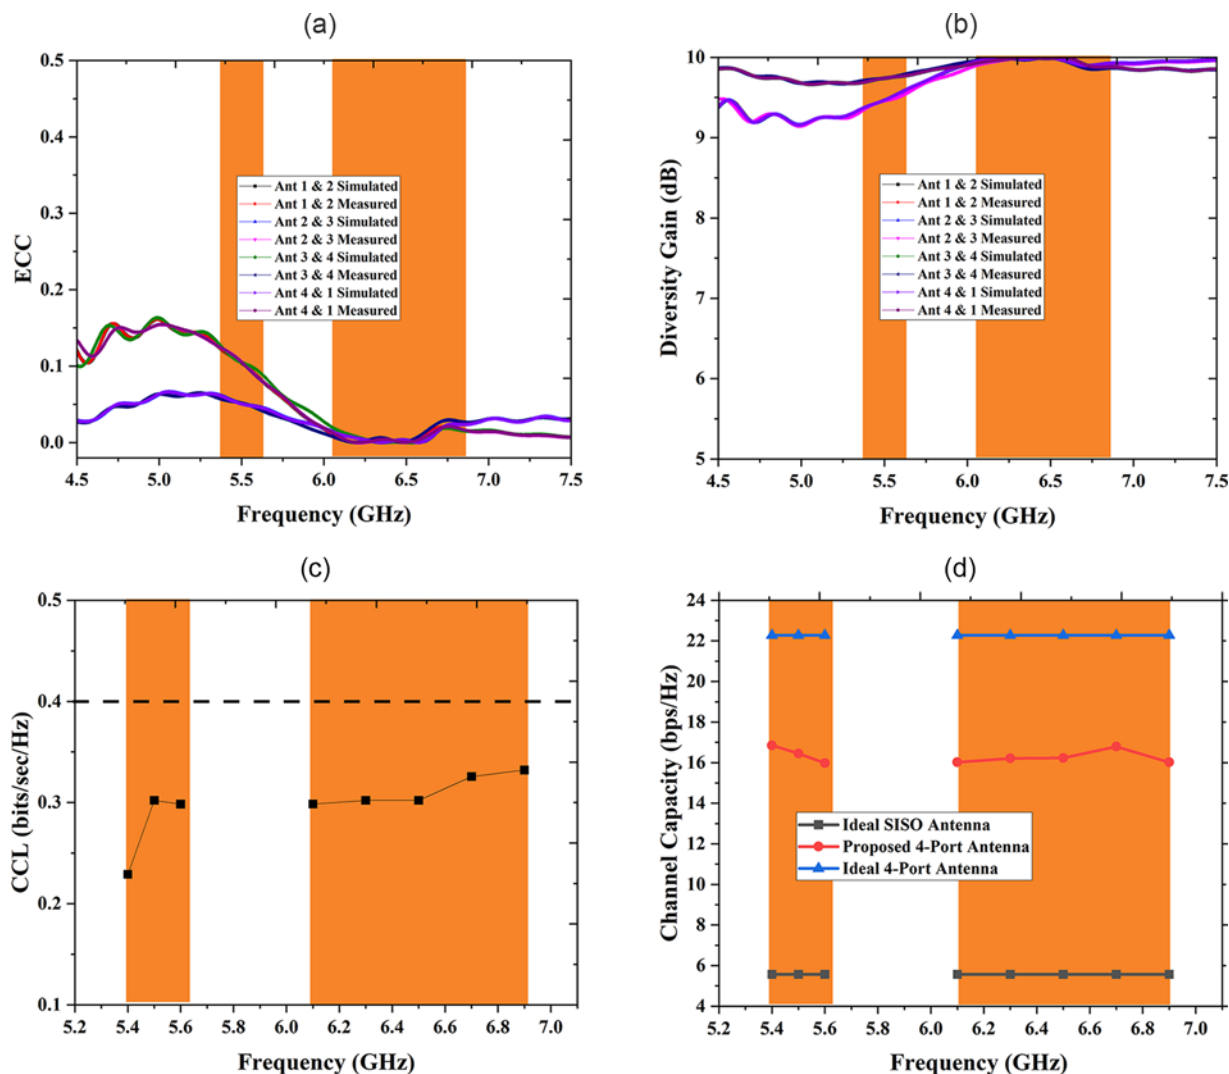 (a)
0.5
0.4
0.3
0.2
0.1
0.0
ECC
Ant 1 & 2 Simulated
Ant 1 & 2 Measured
Ant 2 & 3 Simulated
Ant 2 & 3 Measured
Ant 3 & 4 Simulated
Ant 3 & 4 Measured
Ant 4 & 1 Simulated
Ant 4 & 1 Measured
4.5 5.0 5.5 6.0 6.5 7.0 7.5
Frequency (GHz)
(b)
10
9
8
7
6
5
Diversity Gain (dB)
Ant 1 & 2 Simulated
Ant 1 & 2 Measured
Ant 2 & 3 Simulated
Ant 2 & 3 Measured
Ant 3 & 4 Simulated
Ant 3 & 4 Measured
Ant 4 & 1 Simulated
Ant 4 & 1 Measured
4.5 5.0 5.5 6.0 6.5 7.0 7.5
Frequency (GHz)
(c)
0.5
0.4
0.3
0.2
0.1
CCL (bits/sec/Hz)
5.2 5.4 5.6 5.8 6.0 6.2 6.4 6.6 6.8 7.0
Frequency (GHz)
(d)
24
22
20
18
16
14
12
10
8
6
4
Channel Capacity (bps/Hz)
Ideal SISO Antenna
Proposed 4-Port Antenna
Ideal 4-Port Antenna
5.2 5.4 5.6 5.8 6.0 6.2 6.4 6.6 6.8 7.0
Frequency (GHz)